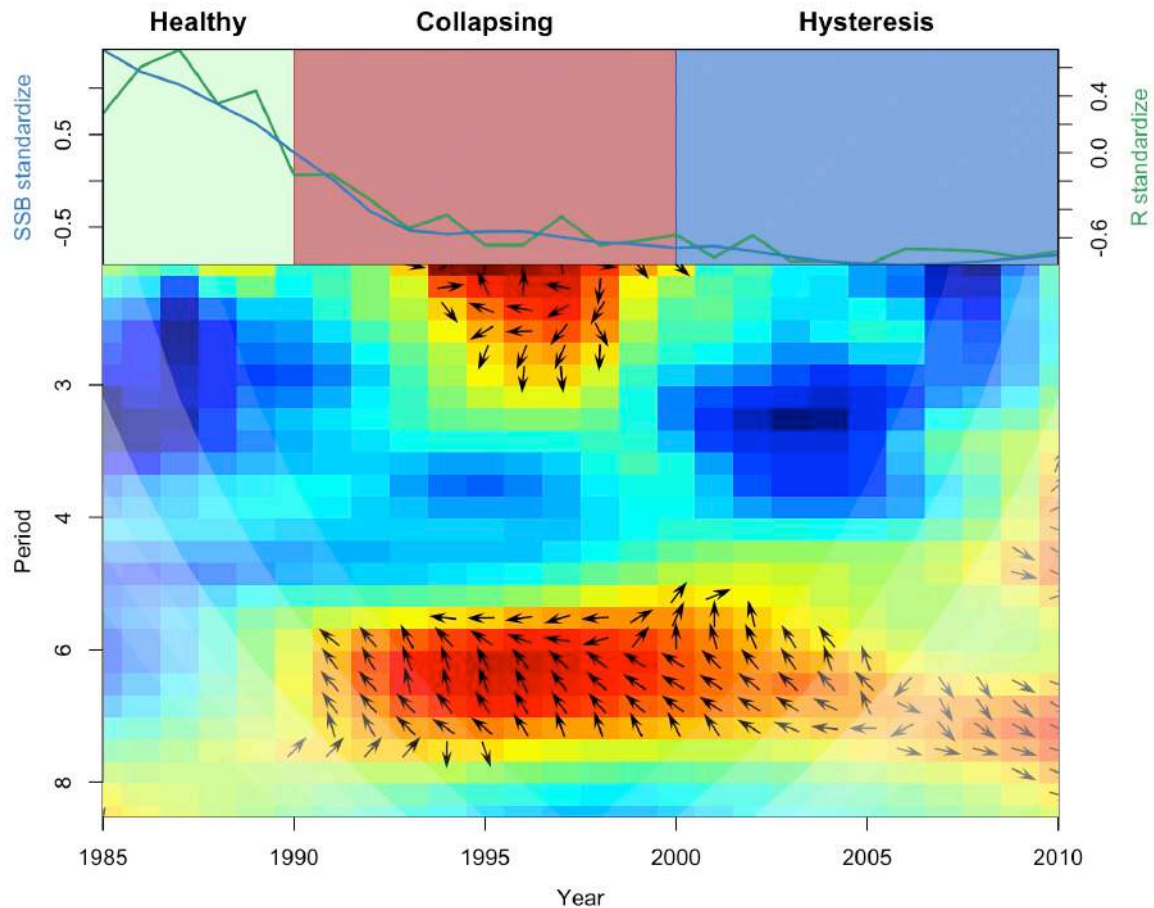 Healthy Collapsing Hysteresis
SSB standardize
0.5
-0.5
0.4
0.0
-0.6
R standardize
Period
3
4
6
8
1985 1990 1995 2000 2005 2010
Year